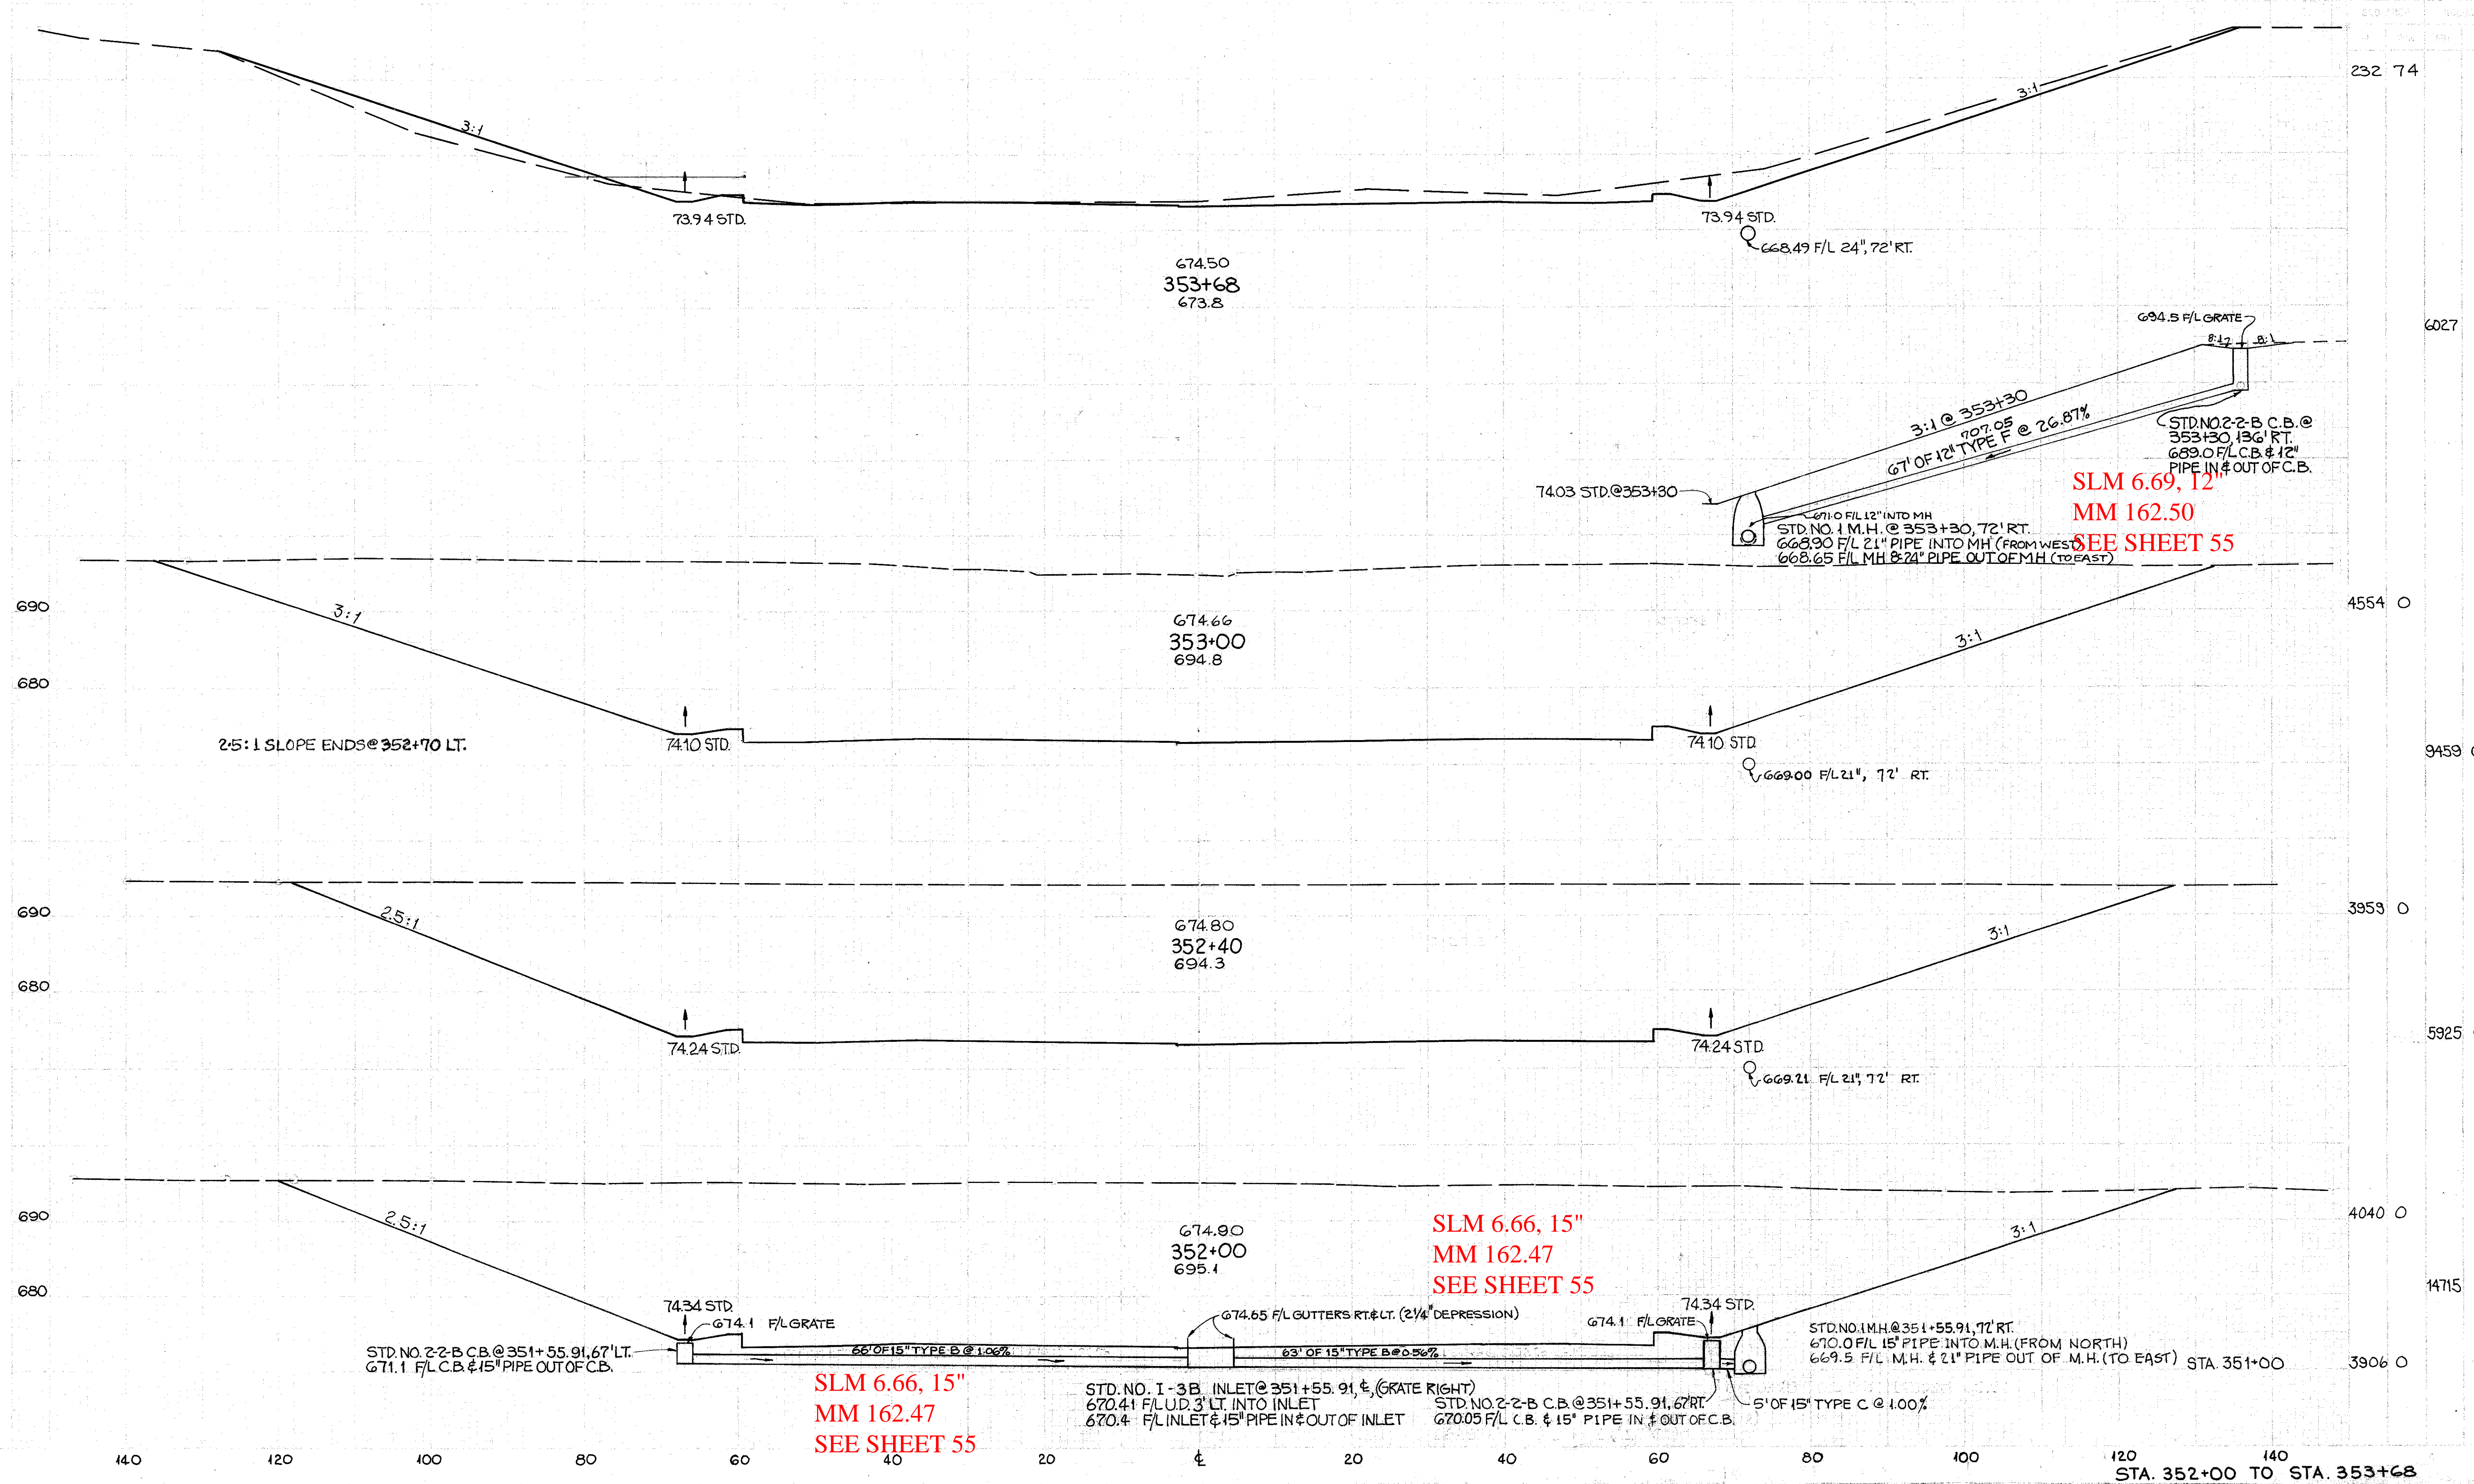 232 74
3:1
3:1
73.94 STD.
73.94 STD.
668.49 F/L 24", 72' RT.
674.50
353+68
673.8
694.5 F/L GRATE
6027
8:1
8:1
3:1 @ 353+30
707.05
67' OF 12" TYPE F @ 26.87%
STD. NO. 2-2-B C.B. @
353+30, 136' RT.
689.0 F/L C.B. & 12"
PIPE IN & OUT OF C.B.
SLM 6.69, 12"
MM 162.50
SEE SHEET 55
74.03 STD. @ 353+30
671.0 F/L 12" INTO MH
STD. NO. 1 M.H. @ 353+30, 72' RT.
668.90 F/L 21" PIPE INTO MH (FROM WEST)
668.65 F/L MH & 24" PIPE OUT OF MH (TO EAST)
690
3:1
674.66
353+00
694.8
3:1
4554 0
680
2.5:1 SLOPE ENDS @ 352+70 LT.
74.10 STD.
74.10 STD.
669.00 F/L 21", 72' RT.
9459
690
2.5:1
674.80
352+40
694.3
3:1
3959 0
680
74.24 STD.
74.24 STD.
669.21 F/L 21", 72' RT.
5925
690
2.5:1
674.90
352+00
695.1
SLM 6.66, 15"
MM 162.47
SEE SHEET 55
3:1
4040 0
680
14715
74.34 STD.
674.1 F/L GRATE
674.65 F/L GUTTERS RT. & LT. (2 1/4" DEPRESSION)
674.1 F/L GRATE
74.34 STD.
STD. NO. 2-2-B C.B. @ 351+55.91, 67' LT.
671.1 F/L C.B. & 15" PIPE OUT OF C.B.
66' OF 15" TYPE B @ 1.06%
63' OF 15" TYPE B @ 0.56%
STD. NO. 1 M.H. @ 351+55.91, 72' RT.
670.0 F/L 15" PIPE INTO M.H. (FROM NORTH)
669.5 F/L M.H. & 21" PIPE OUT OF M.H. (TO EAST)
STA. 351+00
3906 0
SLM 6.66, 15"
MM 162.47
SEE SHEET 55
STD. NO. I-3B INLET @ 351+55.91, ℄, (GRATE RIGHT)
670.41 F/L U.D. 3' LT. INTO INLET
670.4 F/L INLET & 15" PIPE IN & OUT OF INLET
STD. NO. 2-2-B C.B. @ 351+55.91, 67' RT.
670.05 F/L C.B. & 15" PIPE IN & OUT OF C.B.
5' OF 15" TYPE C @ 1.00%
140 120 100 80 60 40 20 ℄ 20 40 60 80 100 120 140
STA. 352+00 TO STA. 353+68